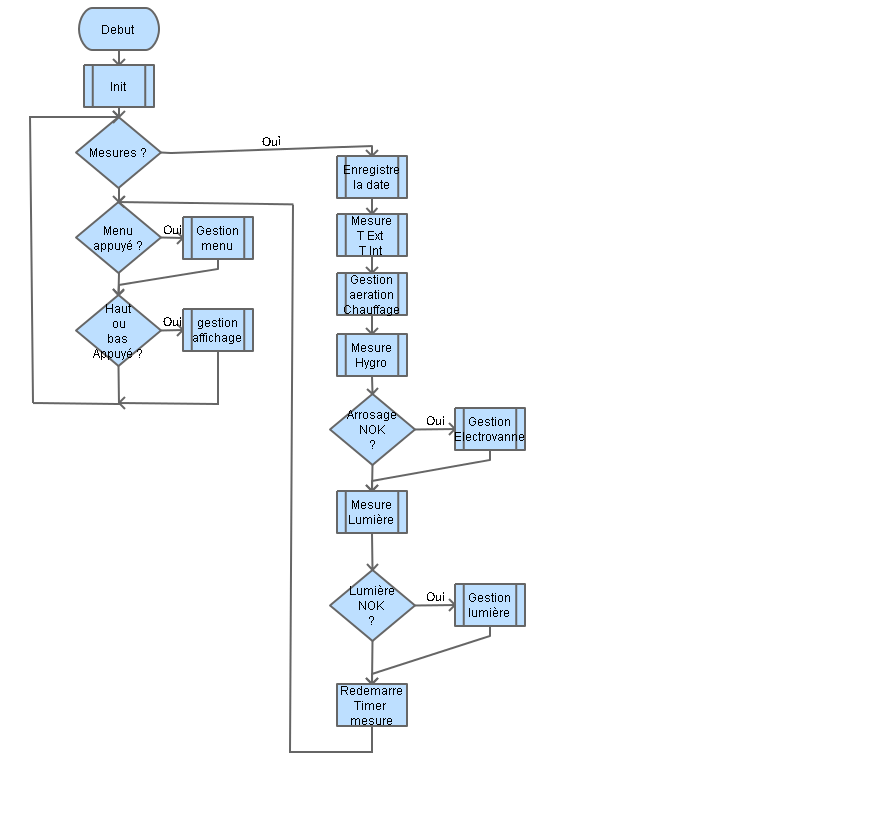 Debut
Init
Mesures ?
Oui
Menu
appuyé ?
Oui
Gestion
menu
Haut
ou
bas
Appuyé ?
Oui
gestion
affichage
Enregistre
la date
Mesure
T Ext
T Int
Gestion
aeration
Chauffage
Mesure
Hygro
Arrosage
NOK
?
Oui
Gestion
Electrovanne
Mesure
Lumière
Lumière
NOK
?
Oui
Gestion
lumière
Redemarre
Timer
mesure